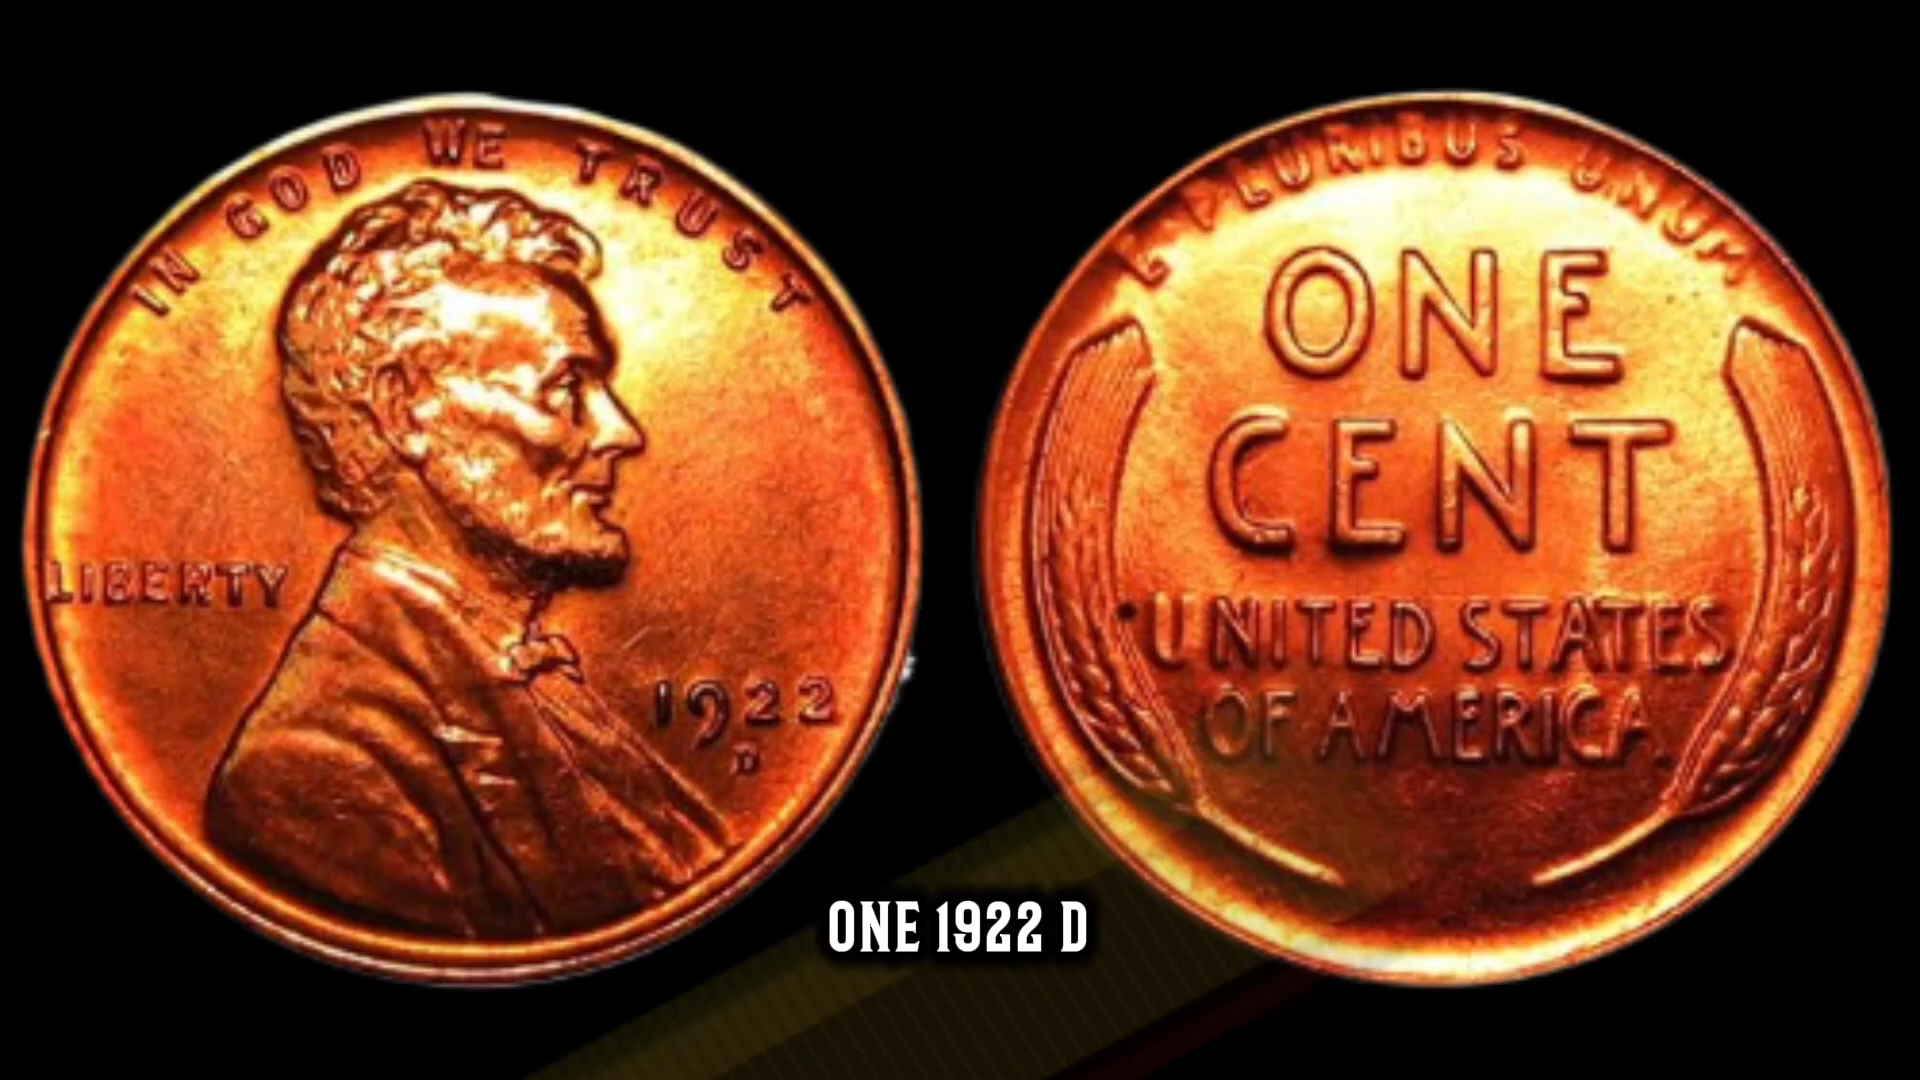 IN GOD WE TRUST
LIBERTY
1922
D
E PLURIBUS UNUM
ONE
CENT
UNITED STATES
OF AMERICA
ONE 1922 D